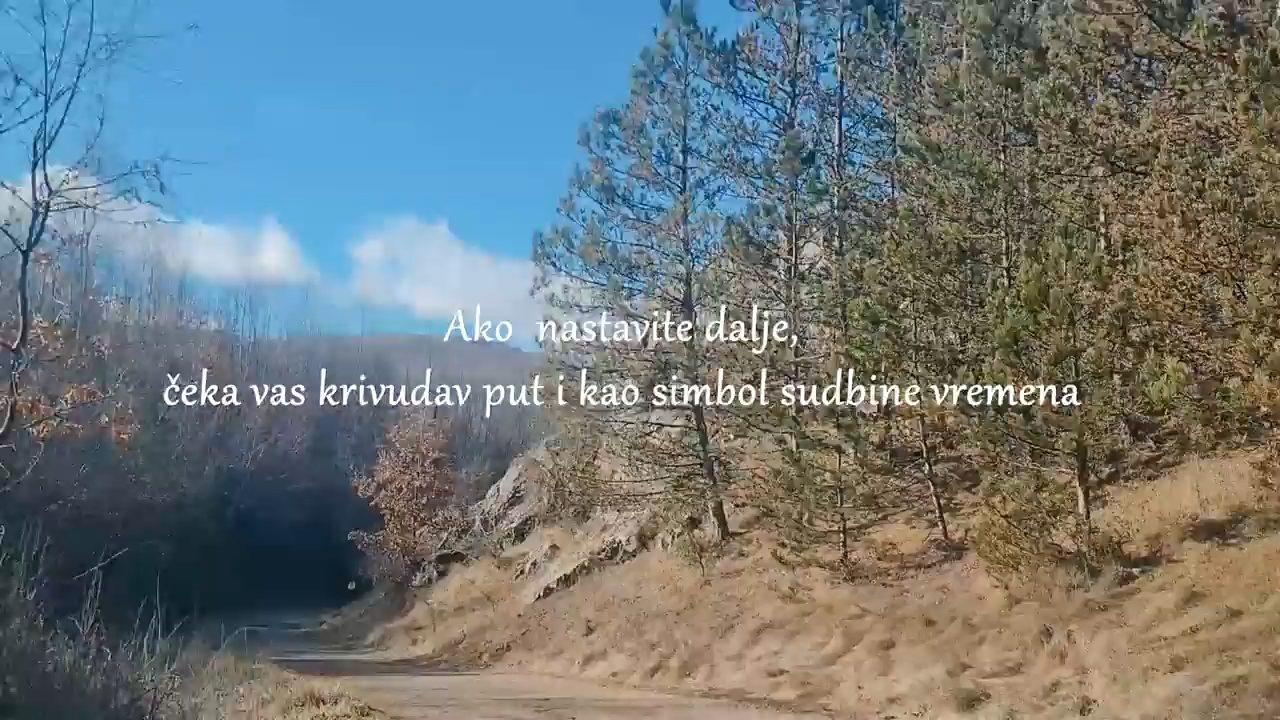 Ako nastavite dalje,
čeka vas krivudav put i kao simbol sudbine vremena